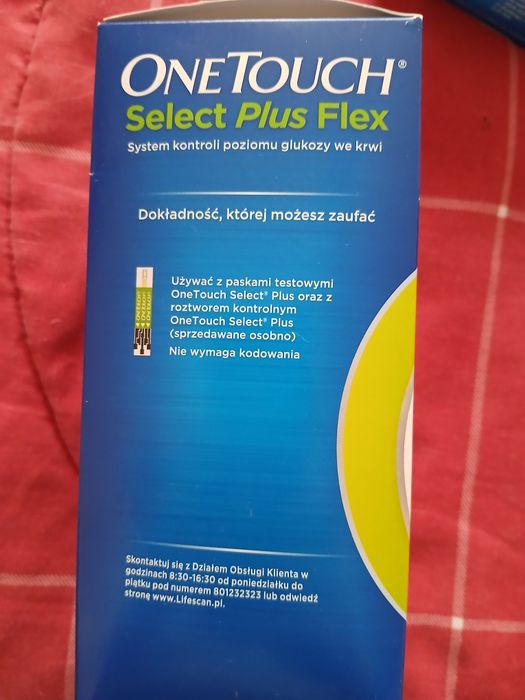 ONETOUCH®
Select Plus Flex
System kontroli poziomu glukozy we krwi
Dokładność, której możesz zaufać
Używać z paskami testowymi
OneTouch Select® Plus oraz z
roztworem kontrolnym
OneTouch Select® Plus
(sprzedawane osobno)
Nie wymaga kodowania
Skontaktuj się z Działem Obsługi Klienta w
godzinach 8:30-16:30 od poniedziałku do
piątku pod numerem 801232323 lub odwiedź
stronę www.Lifescan.pl.